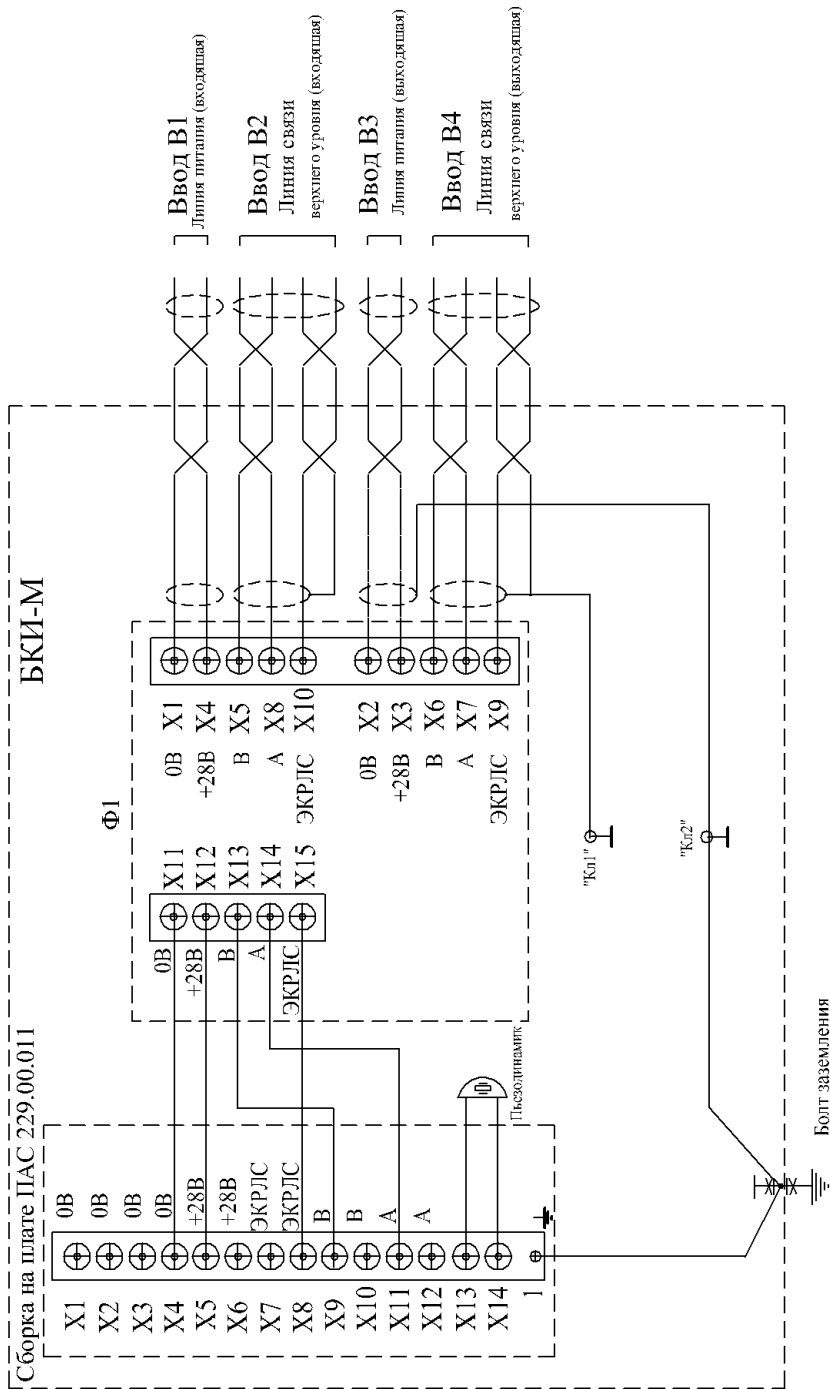 БКИ-М
Сборка на плате ПАС 229.00.011
Ф1
X1
X2
X3
X4
X5
X6
X7
X8
X9
X10
X11
X12
X13
X14
1
0В
0В
0В
0В
+28В
+28В
ЭКРЛС
ЭКРЛС
В
В
А
А
Пьезодинамик
0В
+28В
В
А
ЭКРЛС
X11
X12
X13
X14
X15
0В
+28В
В
А
ЭКРЛС
X1
X4
X5
X8
X10
0В
+28В
В
А
ЭКРЛС
X2
X3
X6
X7
X9
"Кл1"
"Кл2"
Болт заземления
Ввод В1
Линия питания (входящая)
Ввод В2
Линия связи
верхнего уровня (входящая)
Ввод В3
Линия питания (выходящая)
Ввод В4
Линия связи
верхнего уровня (выходящая)